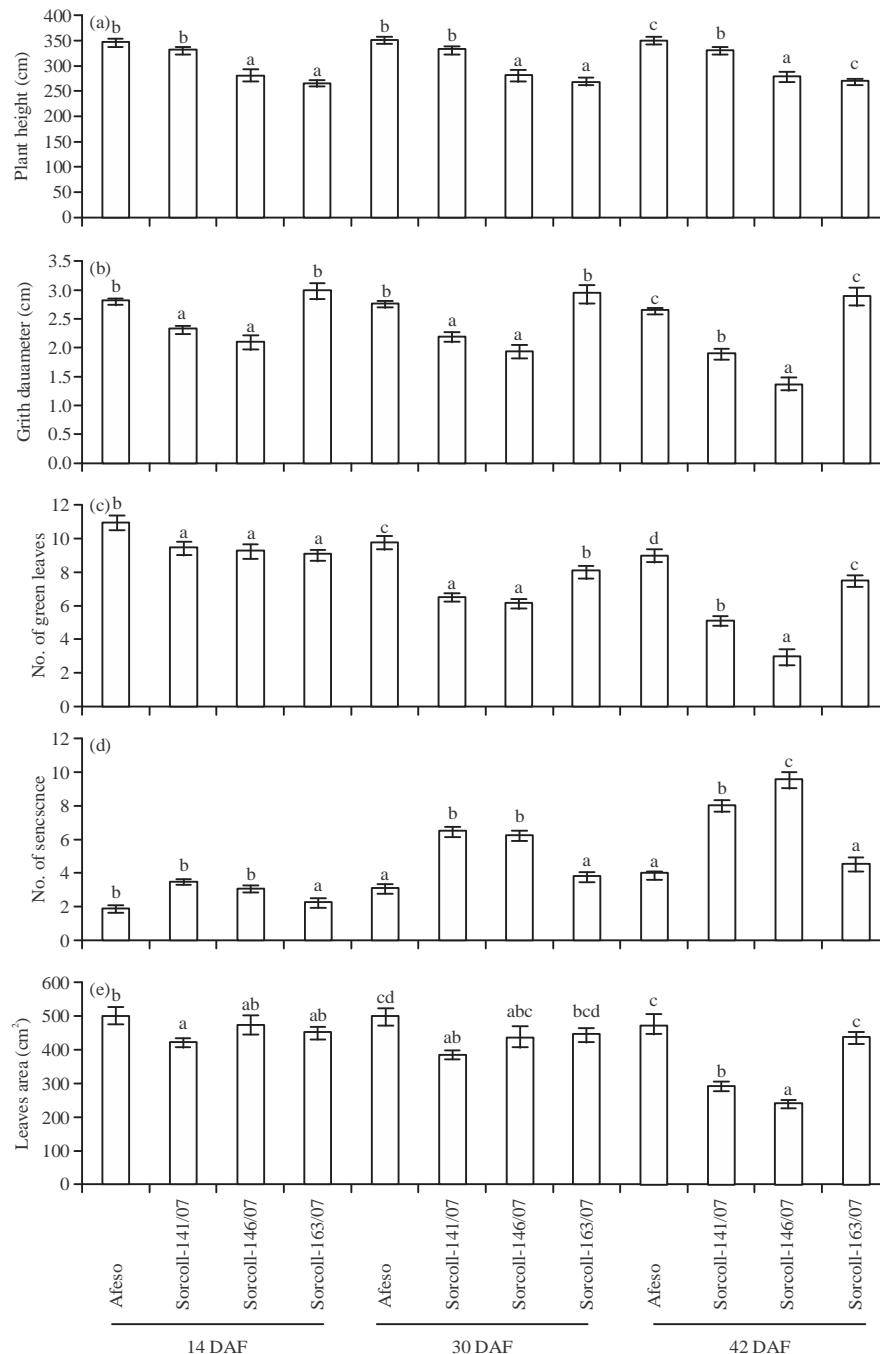 (a)
Plant height (cm)
400
350
300
250
200
150
100
50
0
b b a a b b a a c b a c
(b)
Grith dauameter (cm)
3.5
3.0
2.5
2.0
1.5
1.0
0.5
0.0
b a a b b a a b c b a c
(c)
No. of green leaves
12
10
8
6
4
2
0
b a a a c a a b d b a c
(d)
No. of sencscnce
12
10
8
6
4
2
0
b b b a a b b a a b c a
(e)
Leaves area (cm²)
600
500
400
300
200
100
0
b a ab ab cd ab abc bcd c b a c
Afeso
Sorcoll-141/07
Sorcoll-146/07
Sorcoll-163/07
Afeso
Sorcoll-141/07
Sorcoll-146/07
Sorcoll-163/07
Afeso
Sorcoll-141/07
Sorcoll-146/07
Sorcoll-163/07
14 DAF 30 DAF 42 DAF